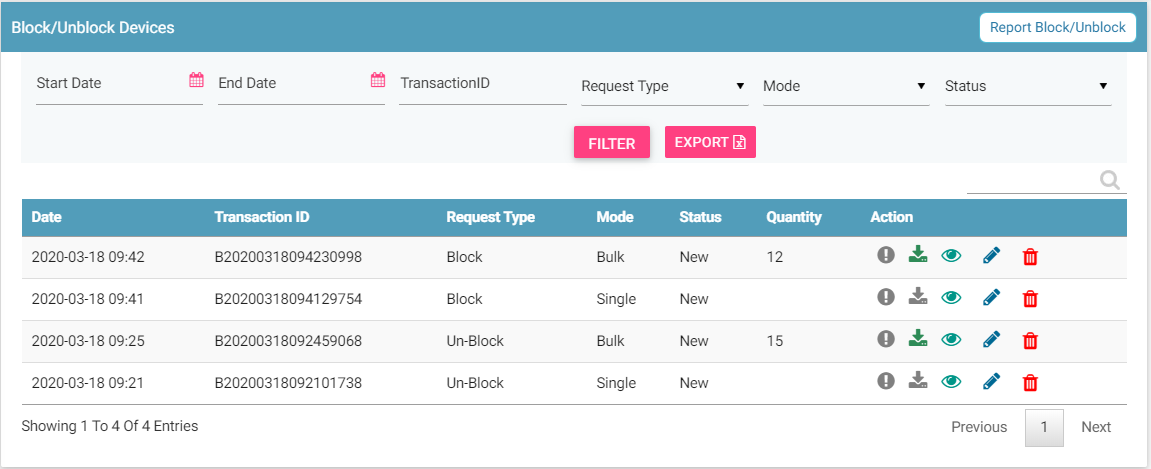 Block/Unblock Devices Report Block/Unblock
Start Date End Date TransactionID Request Type Mode Status
FILTER EXPORT
Date Transaction ID Request Type Mode Status Quantity Action
2020-03-18 09:42 B20200318094230998 Block Bulk New 12
2020-03-18 09:41 B20200318094129754 Block Single New
2020-03-18 09:25 B20200318092459068 Un-Block Bulk New 15
2020-03-18 09:21 B20200318092101738 Un-Block Single New
Showing 1 To 4 Of 4 Entries Previous 1 Next